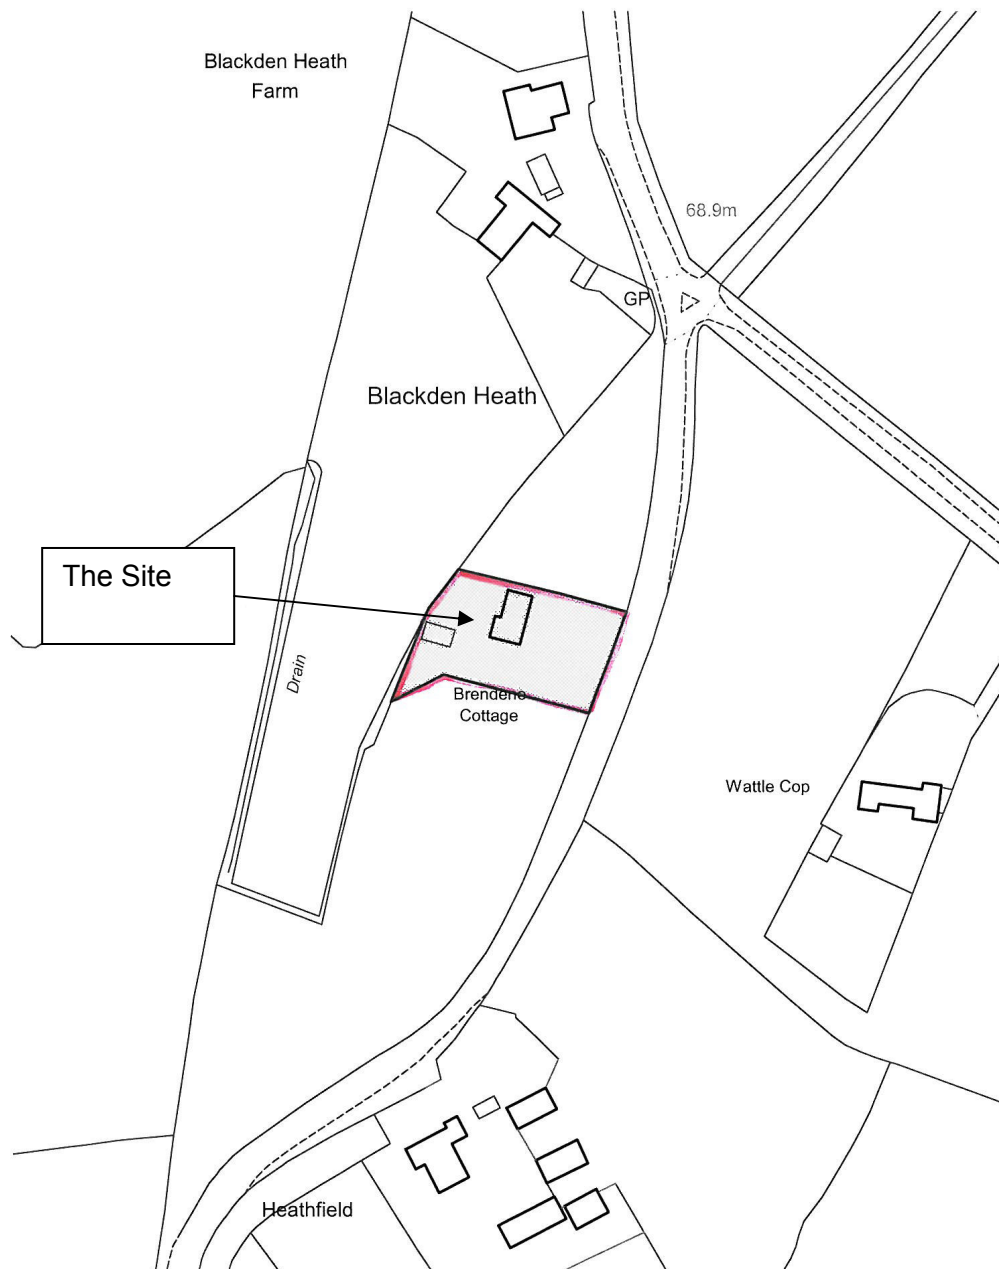 Blackden Heath
Farm
68.9m
GP
Blackden Heath
The Site
Drain
Brendene
Cottage
Wattle Cop
Heathfield